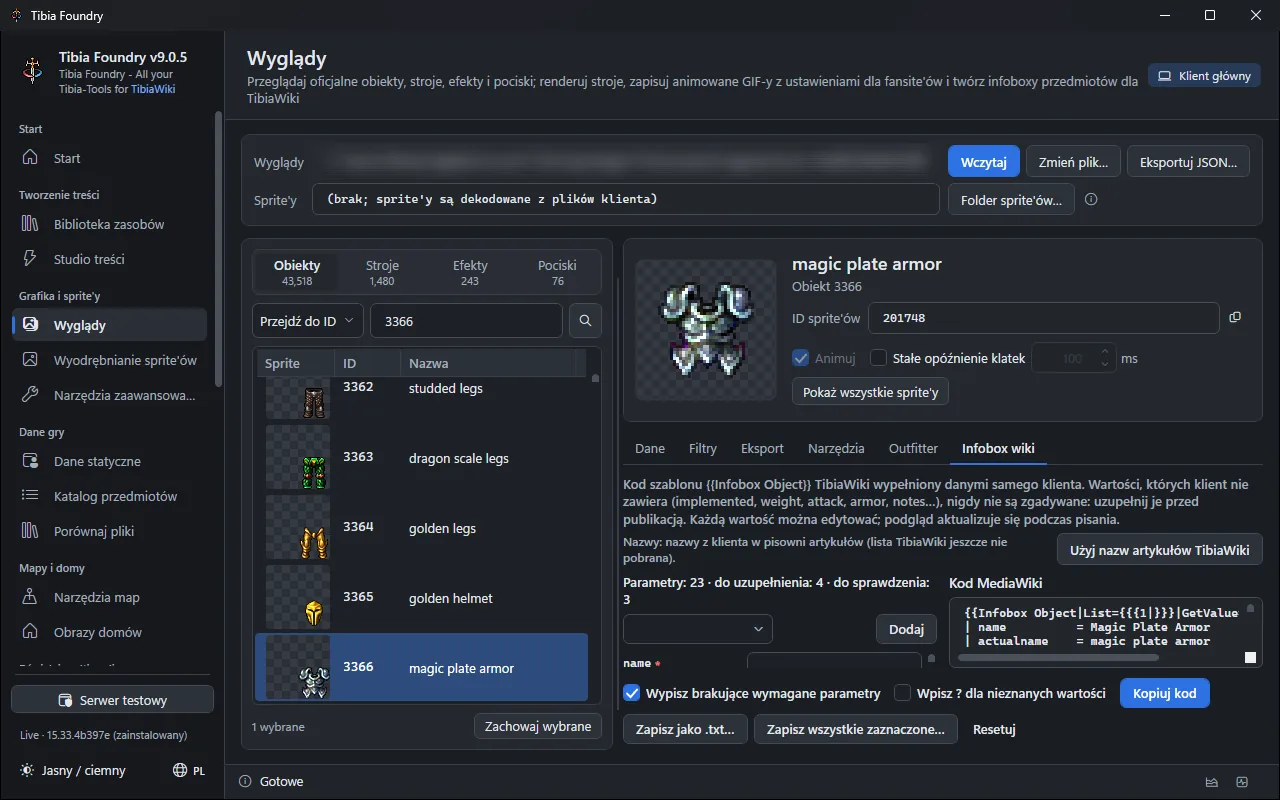 Tibia Foundry
Tibia Foundry v9.0.5
Tibia Foundry - All your
Tibia-Tools for TibiaWiki
Start
Start
Tworzenie treści
Biblioteka zasobów
Studio treści
Grafika i sprite'y
Wyglądy
Wyodrębnianie sprite'ów
Narzędzia zaawansowa...
Dane gry
Dane statyczne
Katalog przedmiotów
Porównaj pliki
Mapy i domy
Narzędzia map
Obrazy domów
Serwer testowy
Live · 15.33.4b397e (zainstalowany)
Jasny / ciemny
PL
Wyglądy
Przeglądaj oficjalne obiekty, stroje, efekty i pociski; renderuj stroje, zapisuj animowane GIF-y z ustawieniami dla fansite'ów i twórz infoboxy przedmiotów dla
TibiaWiki
Klient główny
Wyglądy
Wczytaj
Zmień plik...
Eksportuj JSON...
Sprite'y
(brak; sprite'y są dekodowane z plików klienta)
Folder sprite'ów...
Obiekty
43,518
Stroje
1,480
Efekty
243
Pociski
76
Przejdź do ID
3366
Sprite ID Nazwa
3362 studded legs
3363 dragon scale legs
3364 golden legs
3365 golden helmet
3366 magic plate armor
1 wybrane
Zachowaj wybrane
magic plate armor
Obiekt 3366
ID sprite'ów
201748
Animuj
Stałe opóźnienie klatek
100
ms
Pokaż wszystkie sprite'y
Dane Filtry Eksport Narzędzia Outfitter Infobox wiki
Kod szablonu {{Infobox Object}} TibiaWiki wypełniony danymi samego klienta. Wartości, których klient nie
zawiera (implemented, weight, attack, armor, notes...), nigdy nie są zgadywane: uzupełnij je przed
publikacją. Każdą wartość można edytować; podgląd aktualizuje się podczas pisania.
Nazwy: nazwy z klienta w pisowni artykułów (lista TibiaWiki jeszcze nie
pobrana).
Użyj nazw artykułów TibiaWiki
Parametry: 23 · do uzupełnienia: 4 · do sprawdzenia:
3
Dodaj
name *
Kod MediaWiki
{{Infobox Object|List={{{1|}}}|GetValue
| name = Magic Plate Armor
| actualname = magic plate armor
Wypisz brakujące wymagane parametry
Wpisz ? dla nieznanych wartości
Kopiuj kod
Zapisz jako .txt...
Zapisz wszystkie zaznaczone...
Resetuj
Gotowe